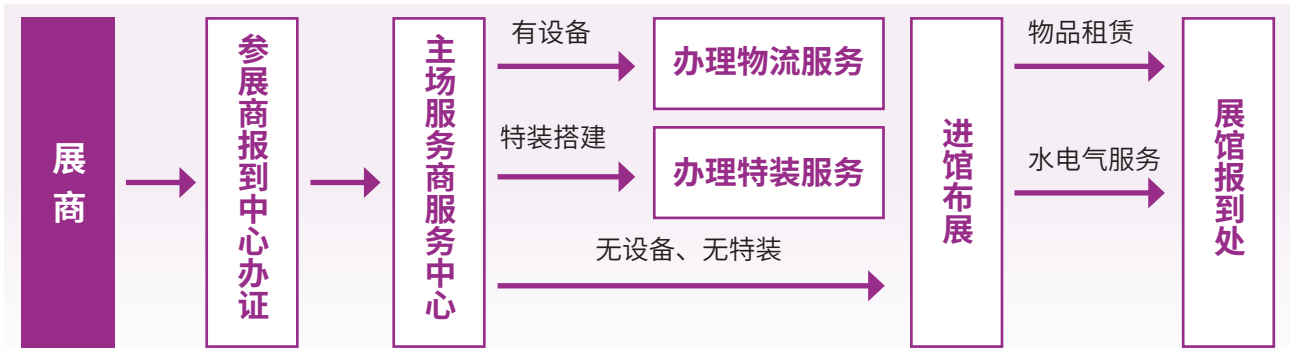 展商
参展商报到中心办证
主场服务商服务中心
有设备
办理物流服务
特装搭建
办理特装服务
无设备、无特装
进馆布展
物品租赁
水电气服务
展馆报到处